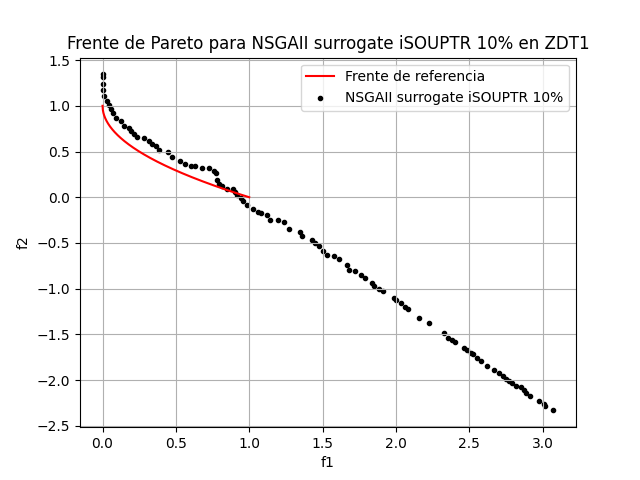 Frente de Pareto para NSGAII surrogate iSOUPTR 10% en ZDT1
Frente de referencia
NSGAII surrogate iSOUPTR 10%
f2
1.5
1.0
0.5
0.0
−0.5
−1.0
−1.5
−2.0
−2.5
0.0 0.5 1.0 1.5 2.0 2.5 3.0
f1